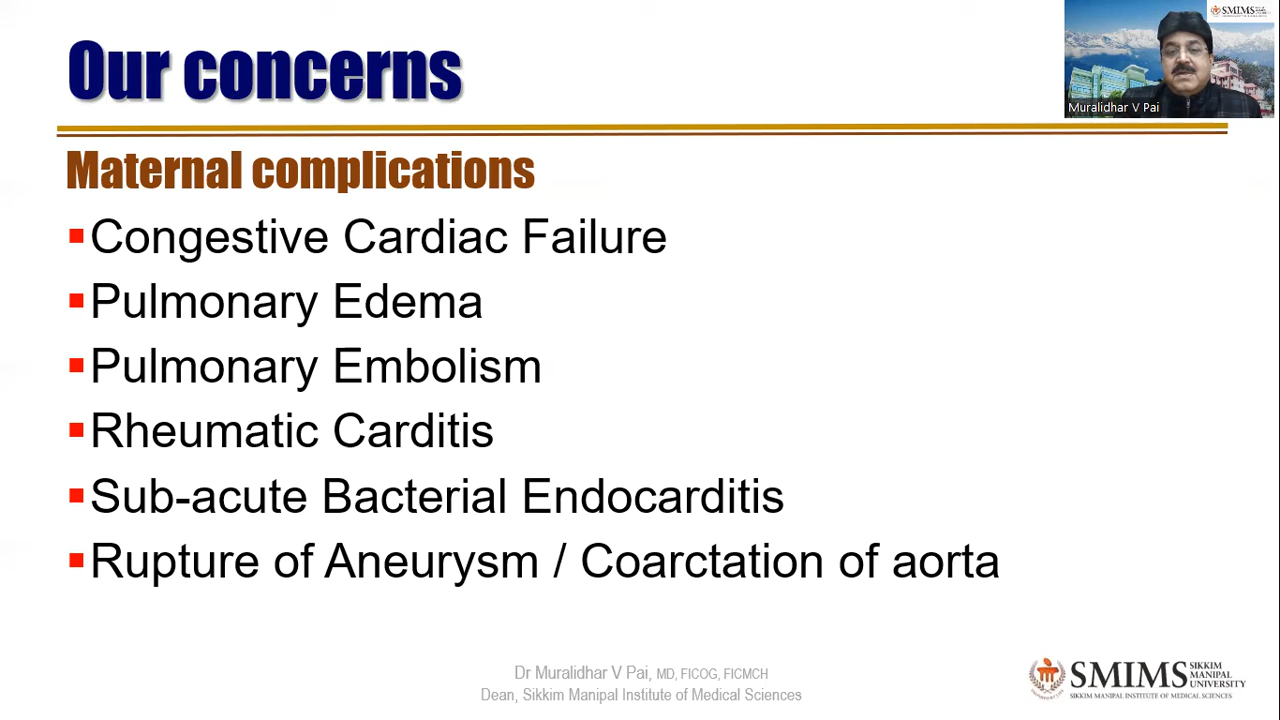 Our concerns
SMIMS
Muralidhar V Pai
Maternal complications
Congestive Cardiac Failure
Pulmonary Edema
Pulmonary Embolism
Rheumatic Carditis
Sub-acute Bacterial Endocarditis
Rupture of Aneurysm / Coarctation of aorta
Dr Muralidhar V Pai, MD, FICOG, FICMCH
Dean, Sikkim Manipal Institute of Medical Sciences
SMIMS SIKKIM MANIPAL UNIVERSITY
SIKKIM MANIPAL INSTITUTE OF MEDICAL SCIENCES